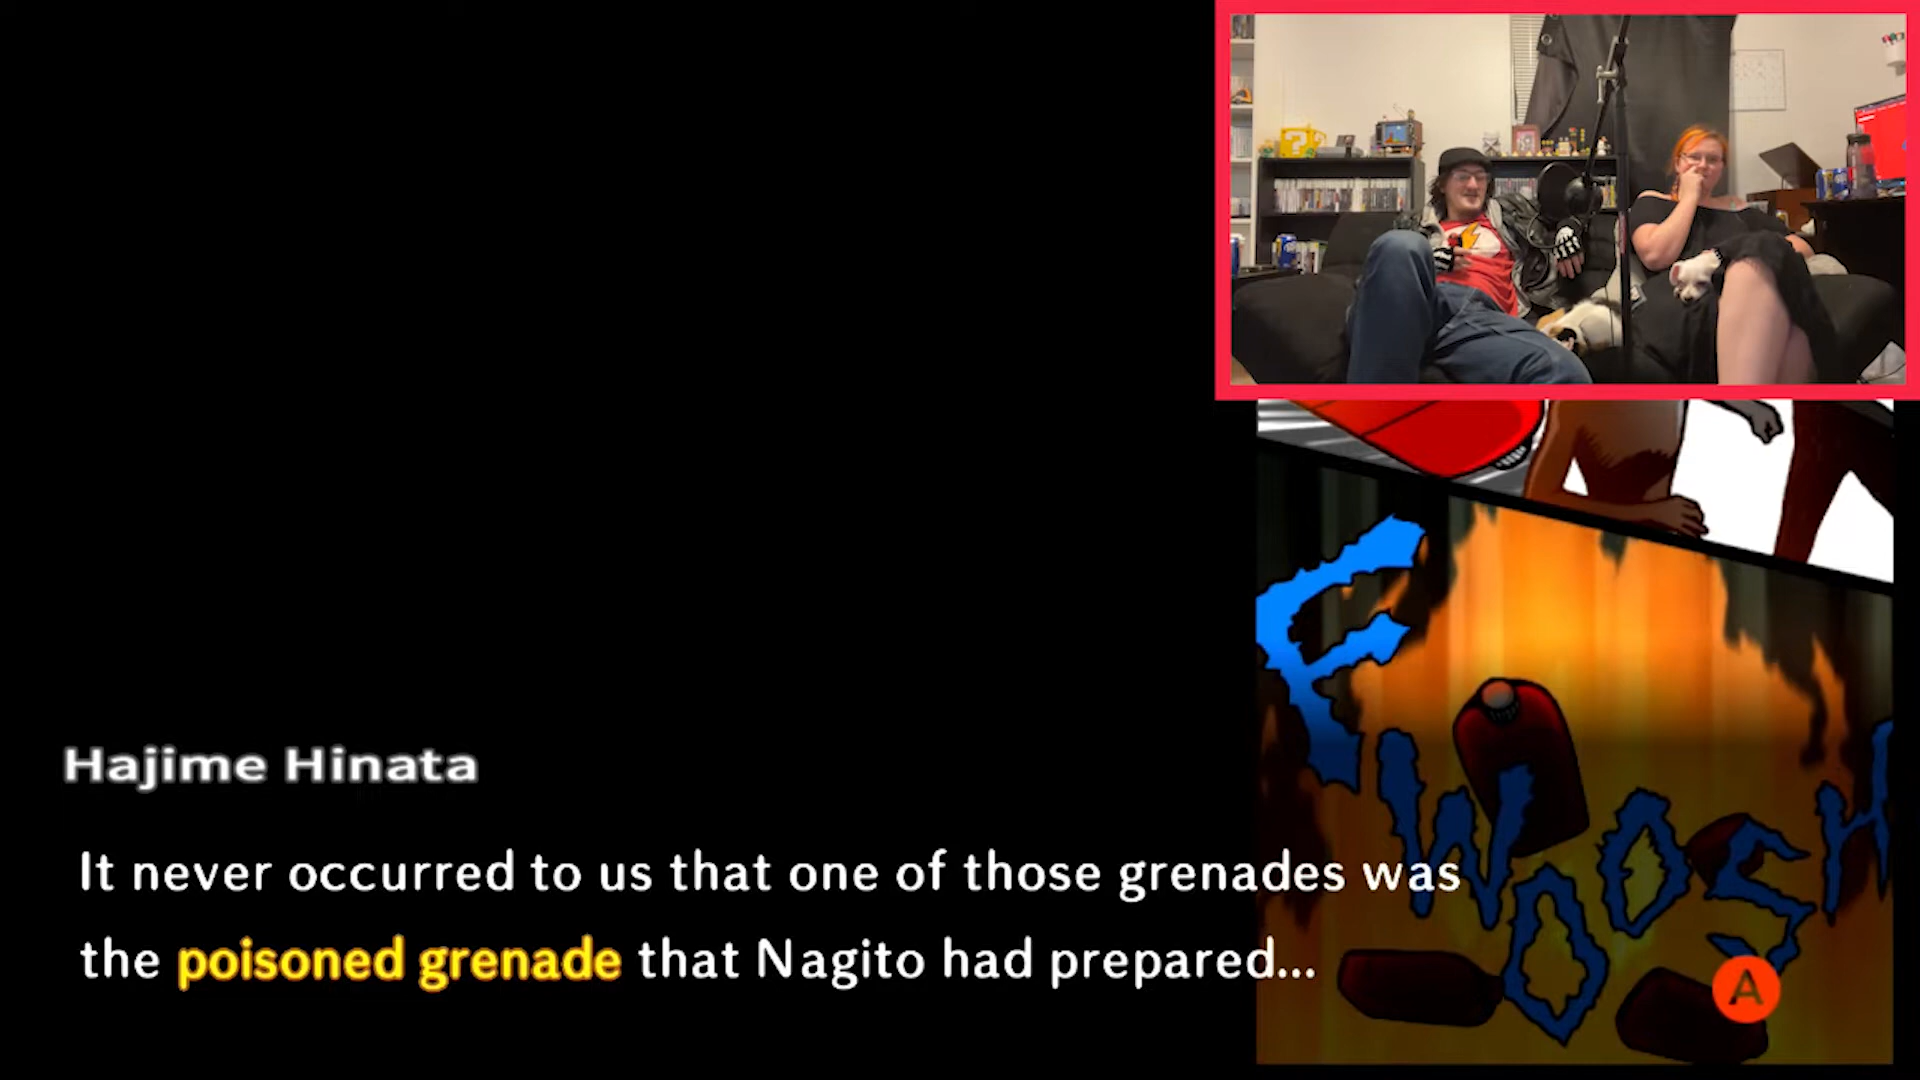 Hajime Hinata
It never occurred to us that one of those grenades was
the poisoned grenade that Nagito had prepared...
FWOOSH
A